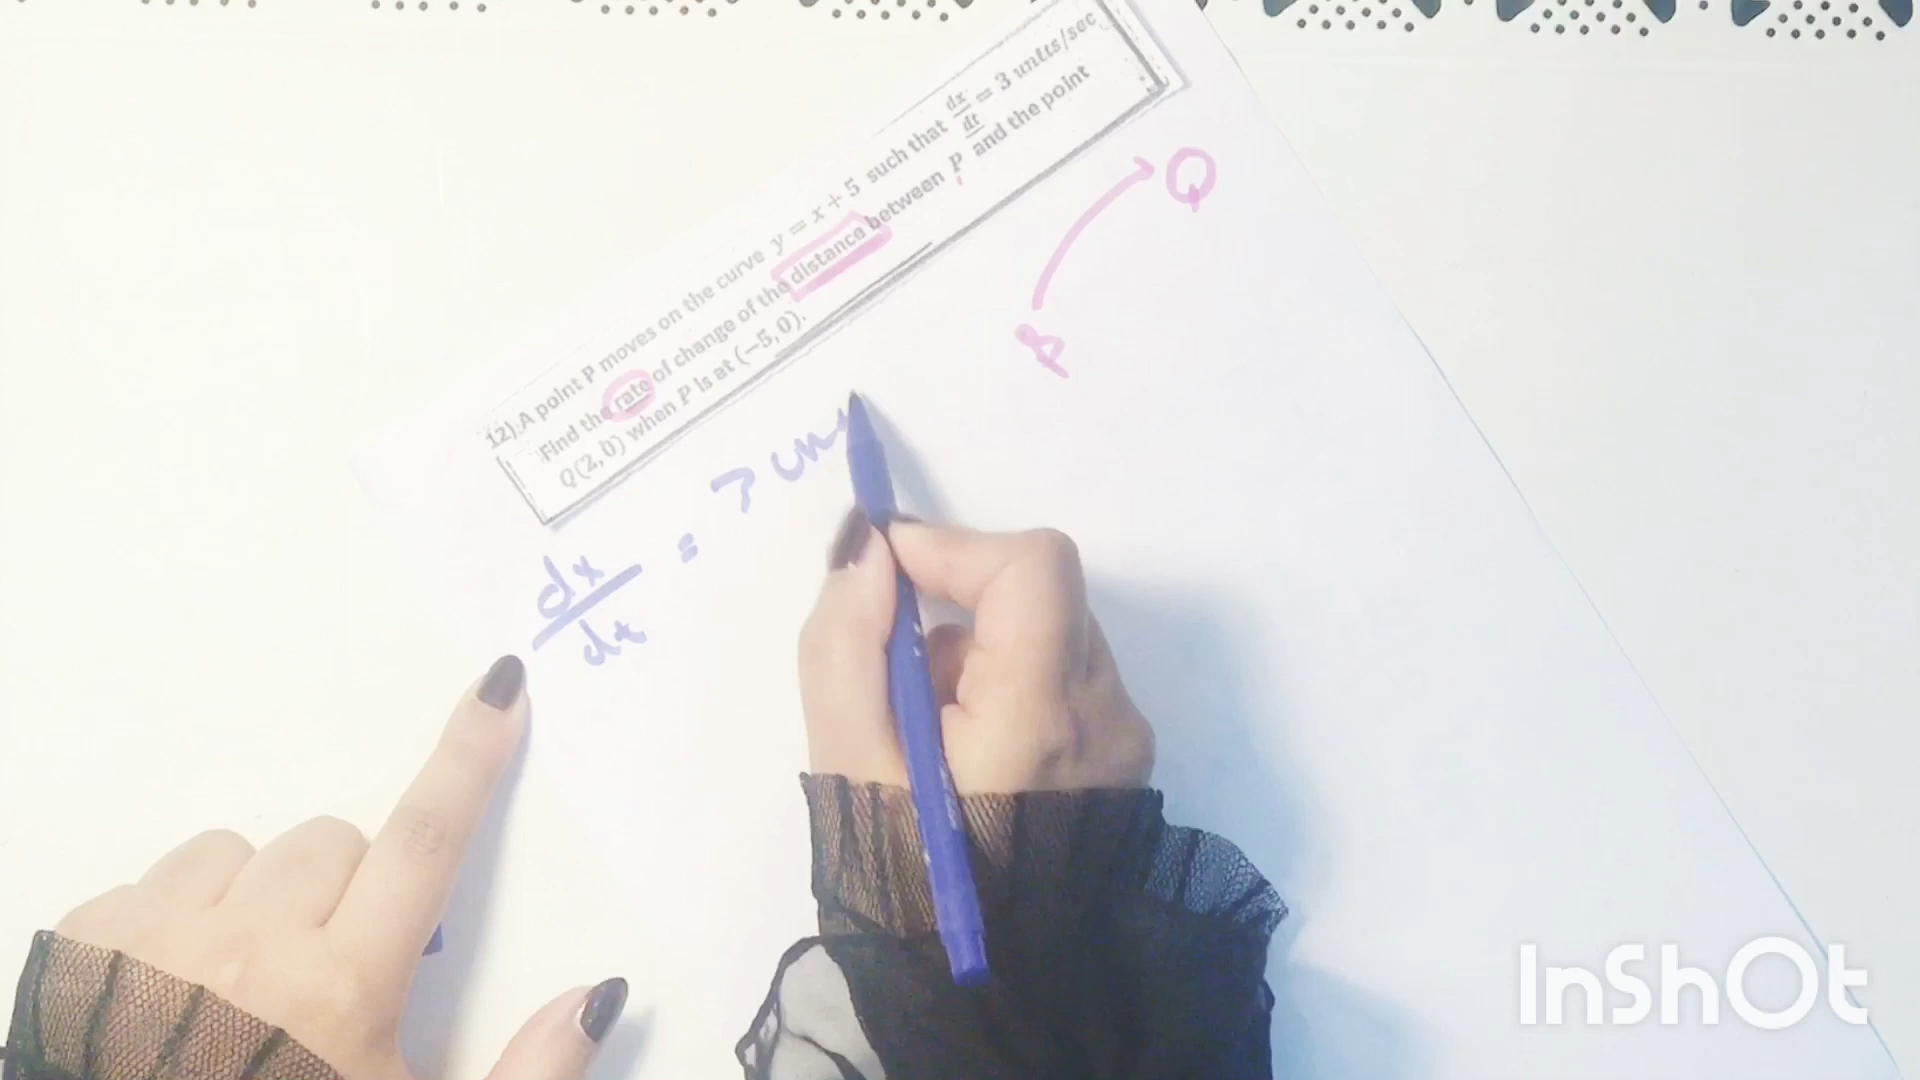 12).A point P moves on the curve y = x + 5 such that dx/dt = 3 units/sec
Find the rate of change of the distance between P and the point
Q(2, 0) when P is at (−5, 0).
Q
P
dx/dt =
InShOt